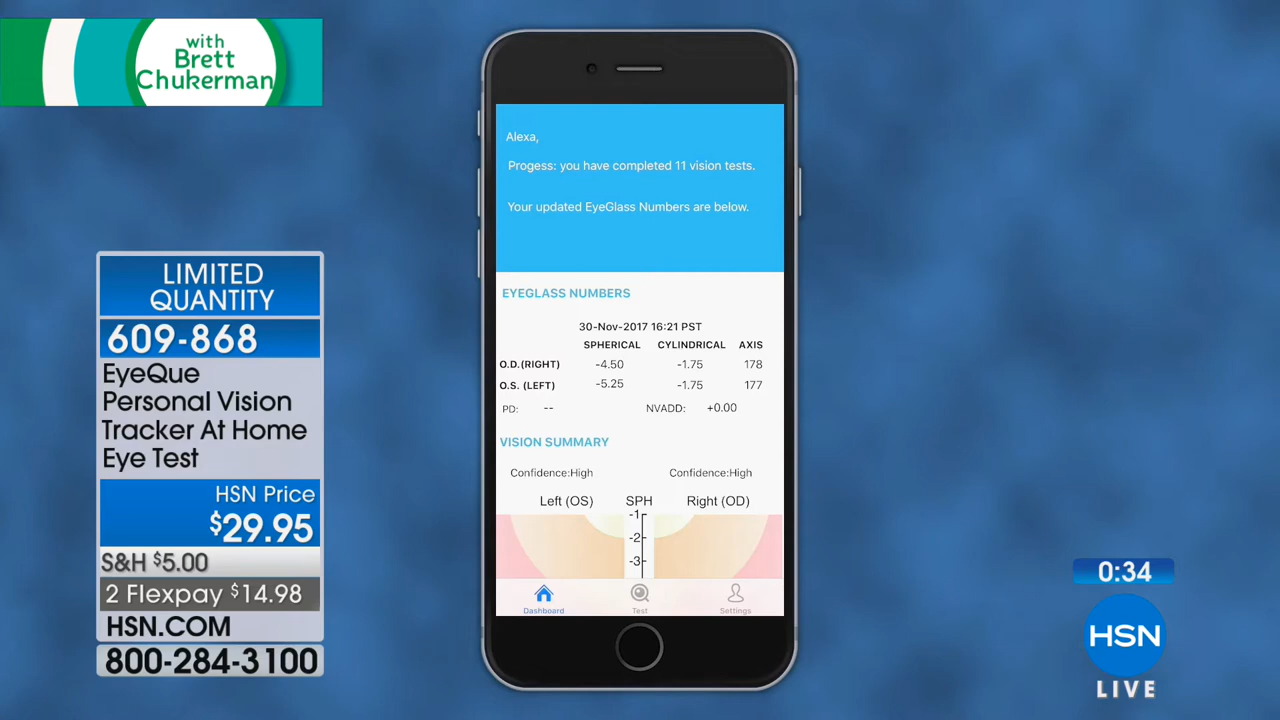 with
Brett
Chukerman
LIMITED
QUANTITY
609-868
EyeQue
Personal Vision
Tracker At Home
Eye Test
HSN Price
$29.95
S&H $5.00
2 Flexpay $14.98
HSN.COM
800-284-3100
Alexa,
Progess: you have completed 11 vision tests.
Your updated EyeGlass Numbers are below.
EYEGLASS NUMBERS
30-Nov-2017 16:21 PST
SPHERICAL CYLINDRICAL AXIS
O.D.(RIGHT) -4.50 -1.75 178
O.S. (LEFT) -5.25 -1.75 177
PD: -- NVADD: +0.00
VISION SUMMARY
Confidence:High Confidence:High
Left (OS) SPH Right (OD)
-1
-2
-3
Dashboard Test Settings
0:34
HSN
LIVE